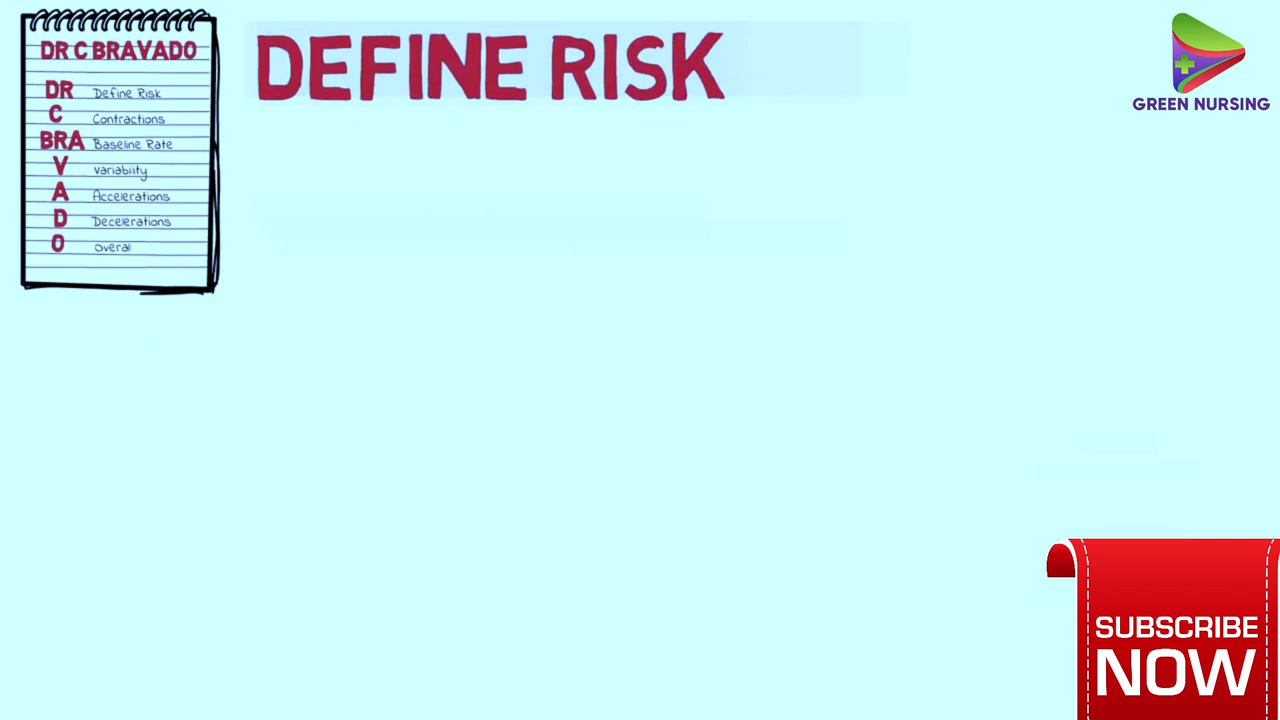 DR C BRAVADO
DR Define Risk
C Contractions
BRA Baseline Rate
V variability
A Accelerations
D Decelerations
O overall
DEFINE RISK
GREEN NURSING
SUBSCRIBE
NOW